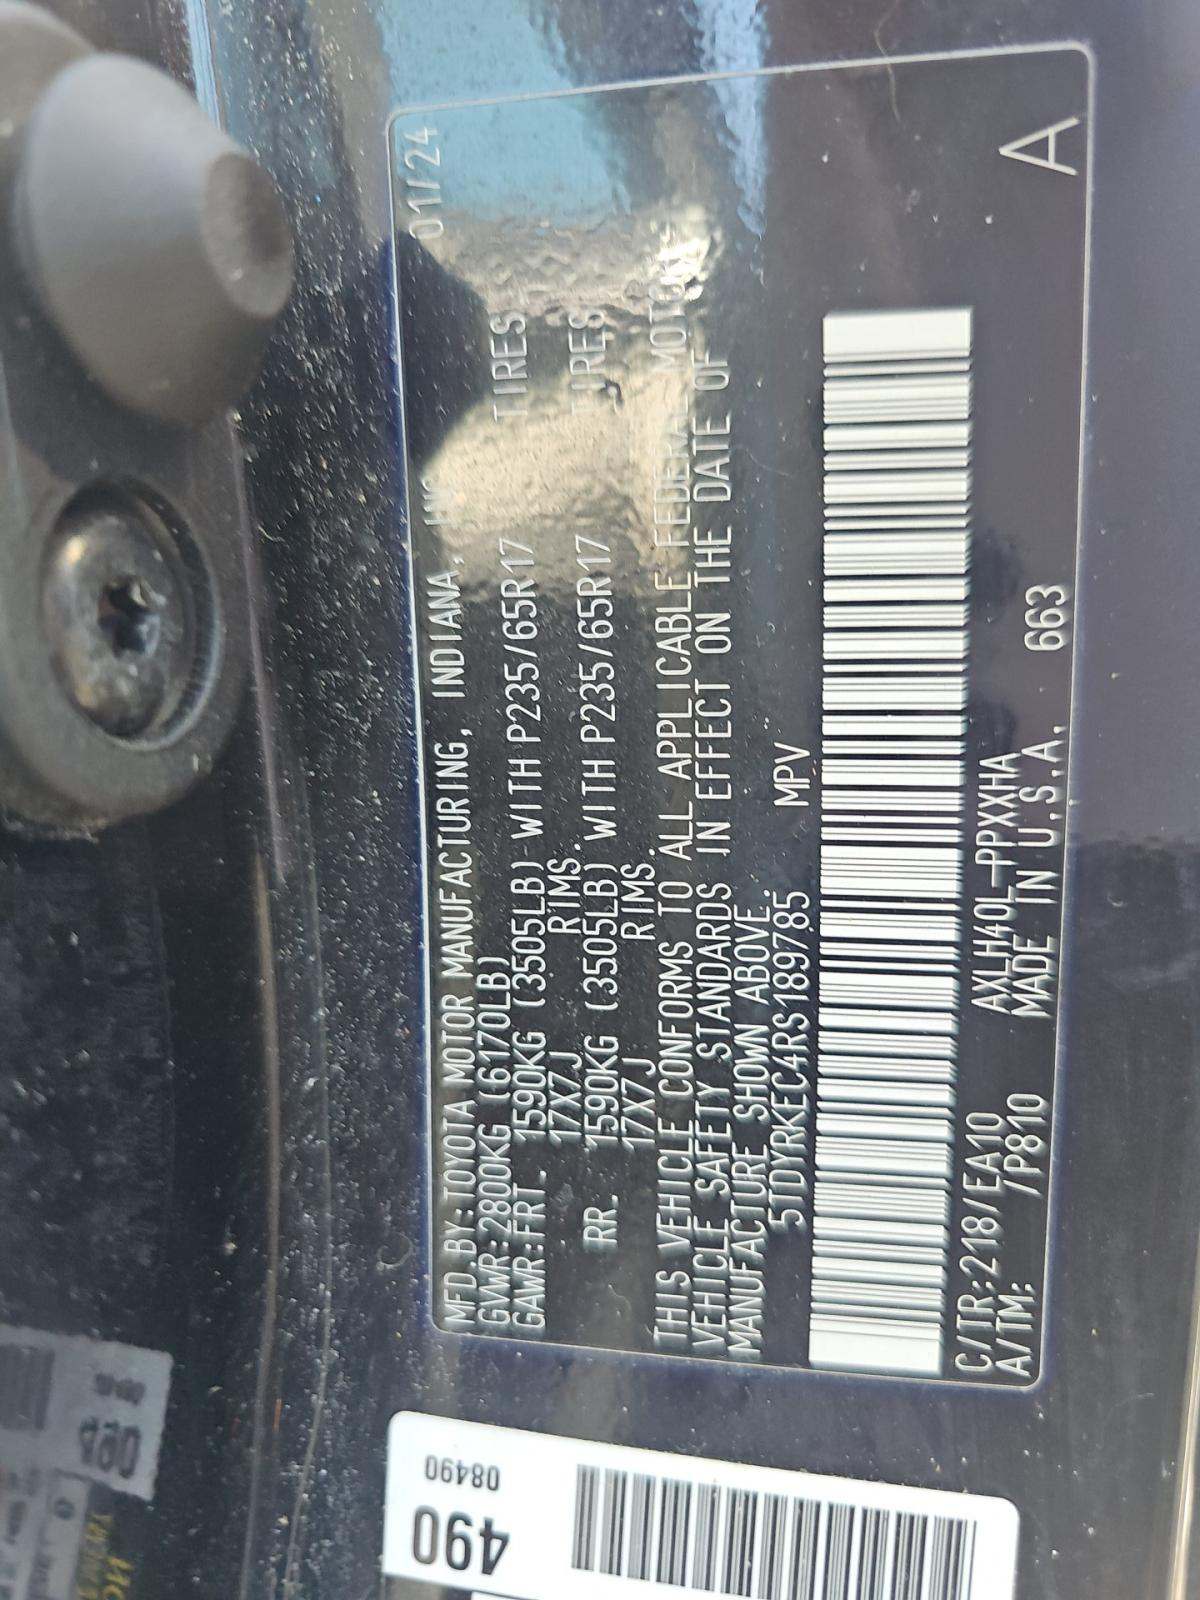 MFD.BY:TOYOTA MOTOR MANUFACTURING, INDIANA, INC. 01/24
GVWR:2800KG (6170LB)
GAWR:FRT. 1590KG (3505LB) WITH P235/65R17 TIRES
17X7J RIMS.
RR. 1590KG (3505LB) WITH P235/65R17 TIRES
17X7J RIMS.
THIS VEHICLE CONFORMS TO ALL APPLICABLE FEDERAL MOTOR
VEHICLE SAFETY STANDARDS IN EFFECT ON THE DATE OF
MANUFACTURE SHOWN ABOVE.
5TDYRKEC4RS189785 MPV
C/TR:218/EA10 AXLH40L-PPXXHA
A/TM: /P810 MADE IN U.S.A. 663
A
08490
490